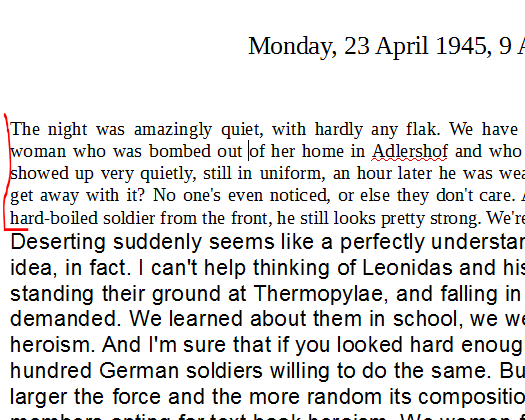 Monday, 23 April 1945, 9
The night was amazingly quiet, with hardly any flak. We have
woman who was bombed out of her home in Adlershof and who
showed up very quietly, still in uniform, an hour later he was
get away with it? No one's even noticed, or else they don't care.
hard-boiled soldier from the front, he still looks pretty strong. We're
Deserting suddenly seems like a perfectly
idea, in fact. I can't help thinking of Leonidas and his
standing their ground at Thermopylae, and falling in
demanded. We learned about them in school, we
heroism. And I'm sure that if you looked hard
hundred German soldiers willing to do the same.
larger the force and the more random its